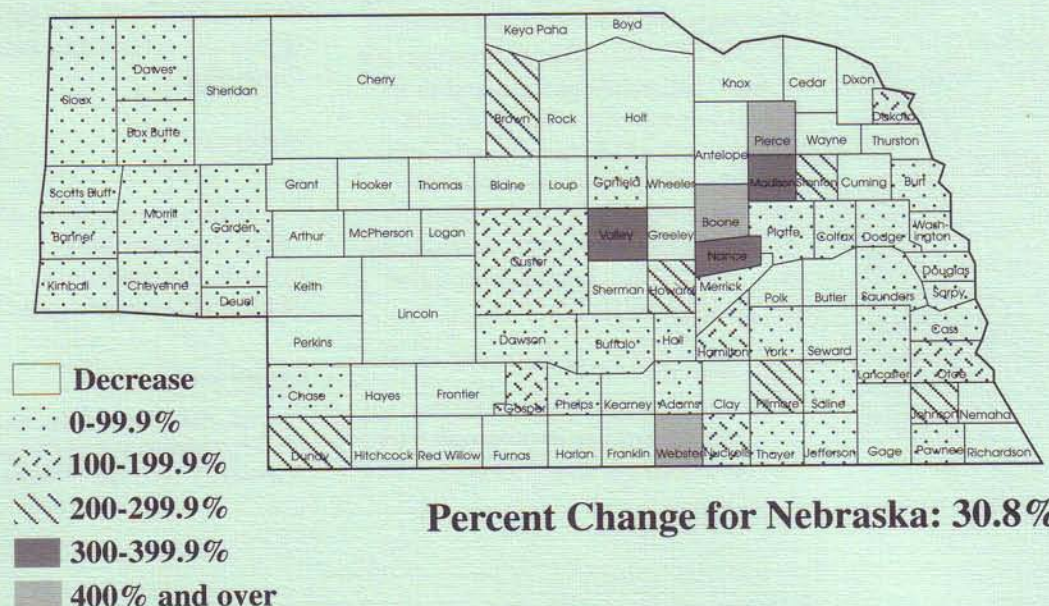 Keya Paha Boyd
Dawes Sheridan Cherry Knox Cedar Dixon
Sioux Brown Rock Holt Dakota
Box Butte Pierce Wayne Thurston
Antelope
Scotts Bluff Grant Hooker Thomas Blaine Loup Garfield Wheeler Madison Stanton Cuming Burt
Morrill Garden Boone Wash-
Banner Arthur McPherson Logan Valley Greeley Platte Colfax Dodge ington
Custer Nance
Kimball Cheyenne Keith Sherman Howard Merrick Douglas
Deuel Polk Butler Saunders Sarpy
Lincoln
Perkins Dawson Buffalo Hall Hamilton York Seward Cass
Lancaster Otoe
Chase Hayes Frontier Gosper Phelps Kearney Adams Clay Fillmore Saline
Johnson Nemaha
Dundy Hitchcock Red Willow Furnas Harlan Franklin Webster Nuckolls Thayer Jefferson Gage Pawnee Richardson
Decrease
0-99.9%
100-199.9%
200-299.9%
300-399.9%
400% and over
Percent Change for Nebraska: 30.8%